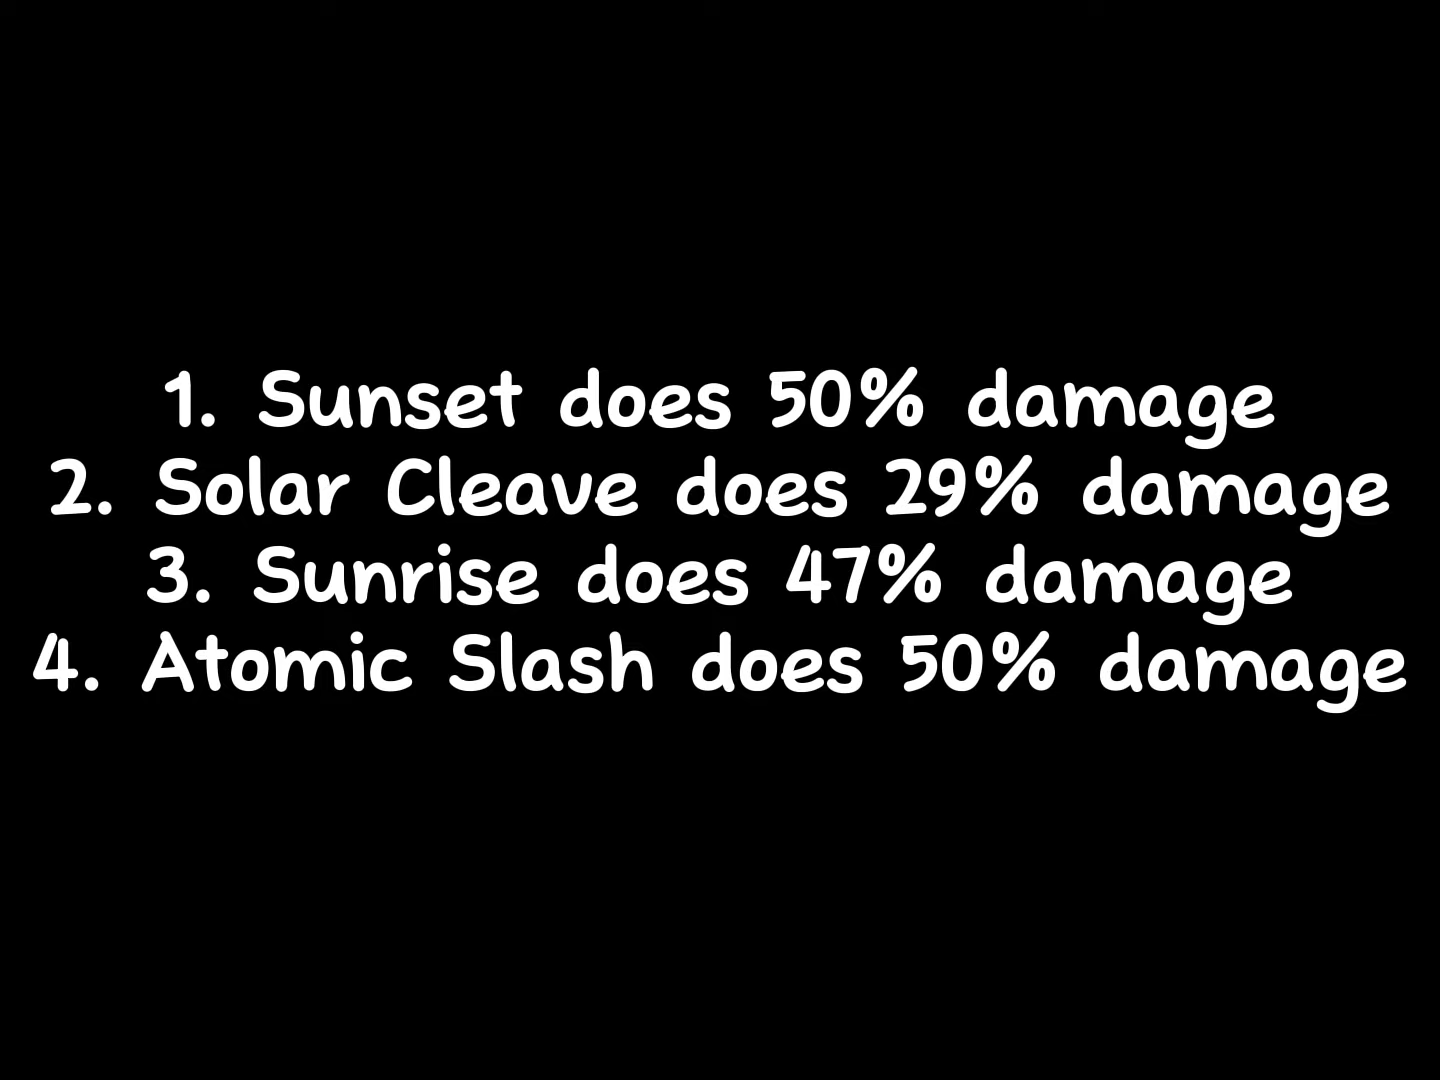 1. Sunset does 50% damage
2. Solar Cleave does 29% damage
3. Sunrise does 47% damage
4. Atomic Slash does 50% damage